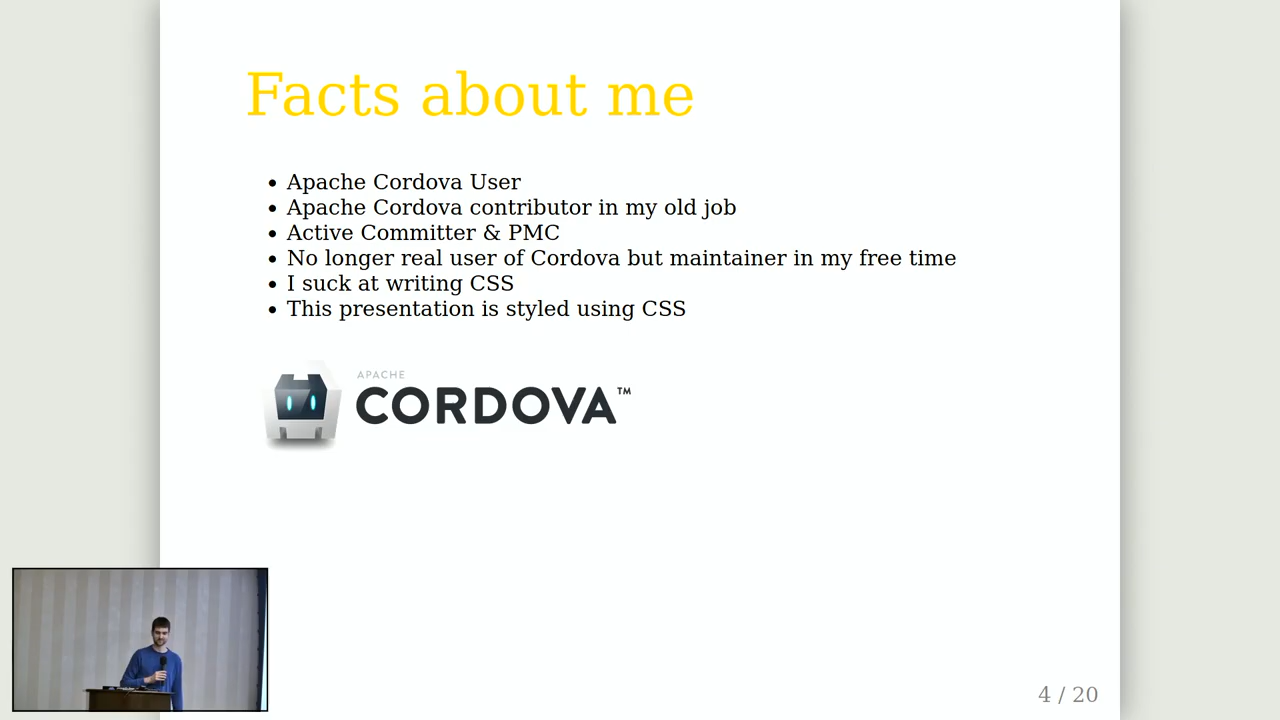 Facts about me
Apache Cordova User
Apache Cordova contributor in my old job
Active Committer & PMC
No longer real user of Cordova but maintainer in my free time
I suck at writing CSS
This presentation is styled using CSS
APACHE
CORDOVA™
4 / 20